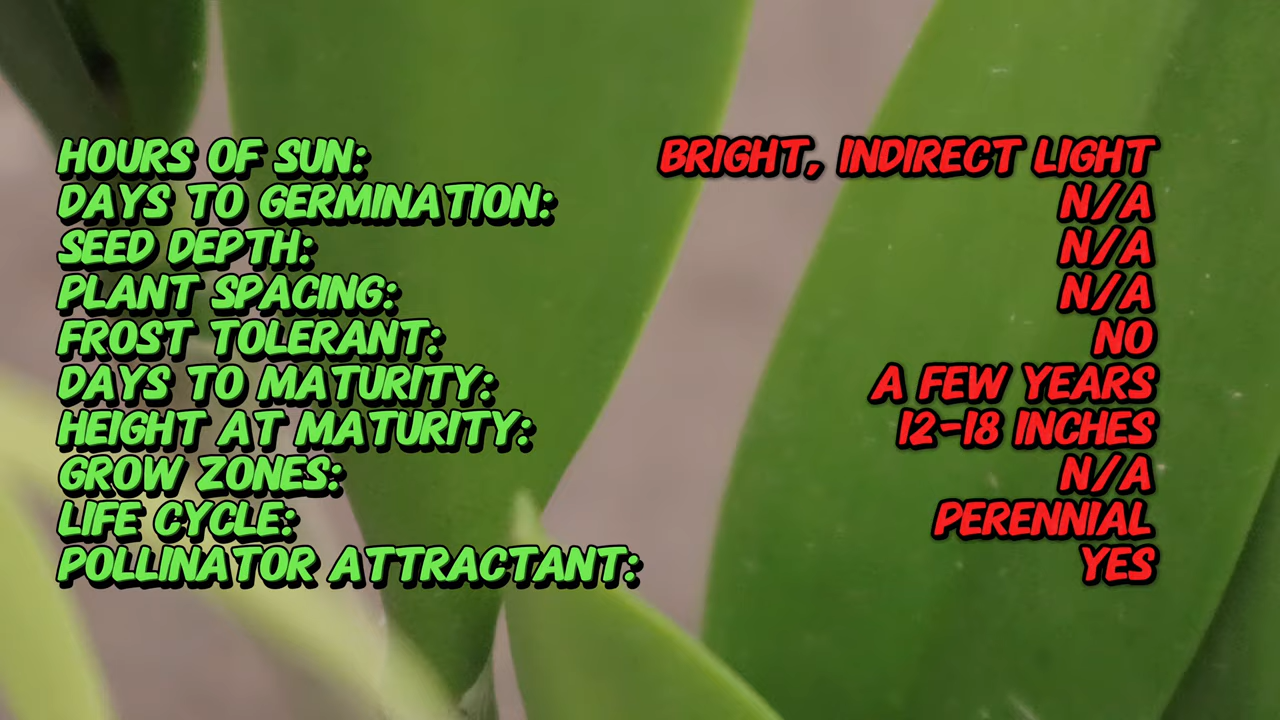 HOURS OF SUN: BRIGHT, INDIRECT LIGHT
DAYS TO GERMINATION: N/A
SEED DEPTH: N/A
PLANT SPACING: N/A
FROST TOLERANT: NO
DAYS TO MATURITY: A FEW YEARS
HEIGHT AT MATURITY: 12-18 INCHES
GROW ZONES: N/A
LIFE CYCLE: PERENNIAL
POLLINATOR ATTRACTANT: YES